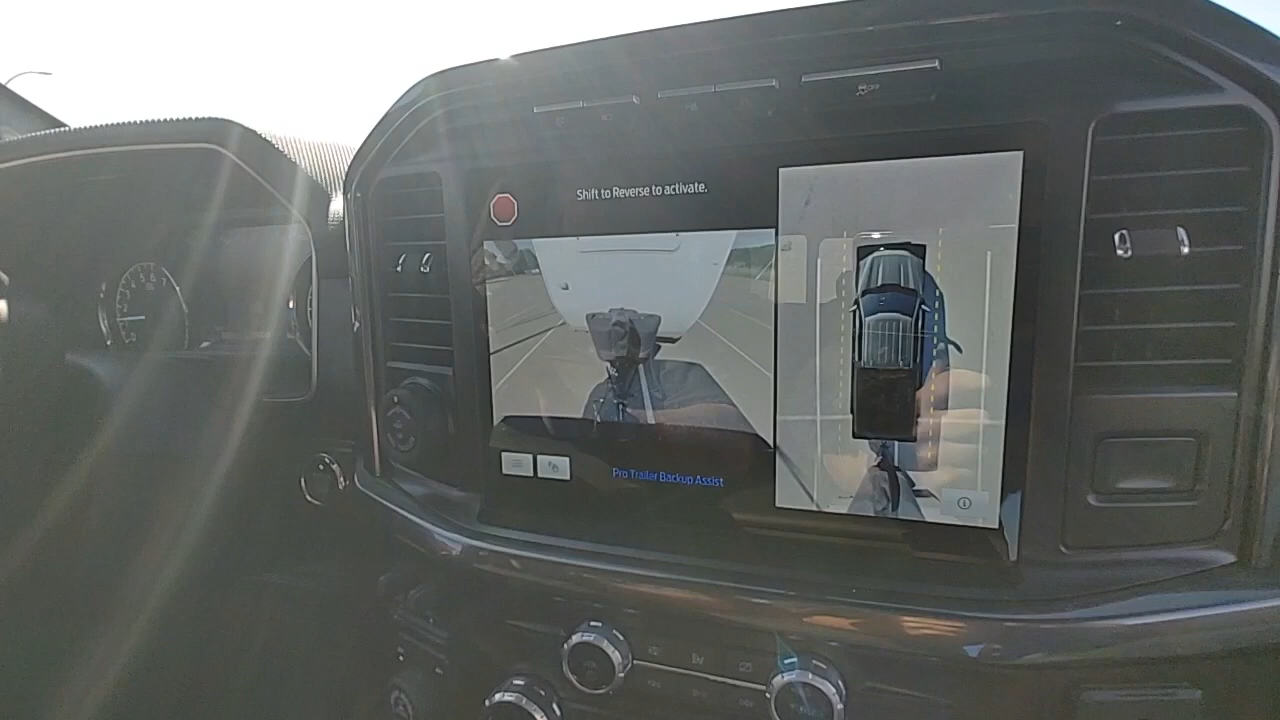 Shift to Reverse to activate.
Pro Trailer Backup Assist